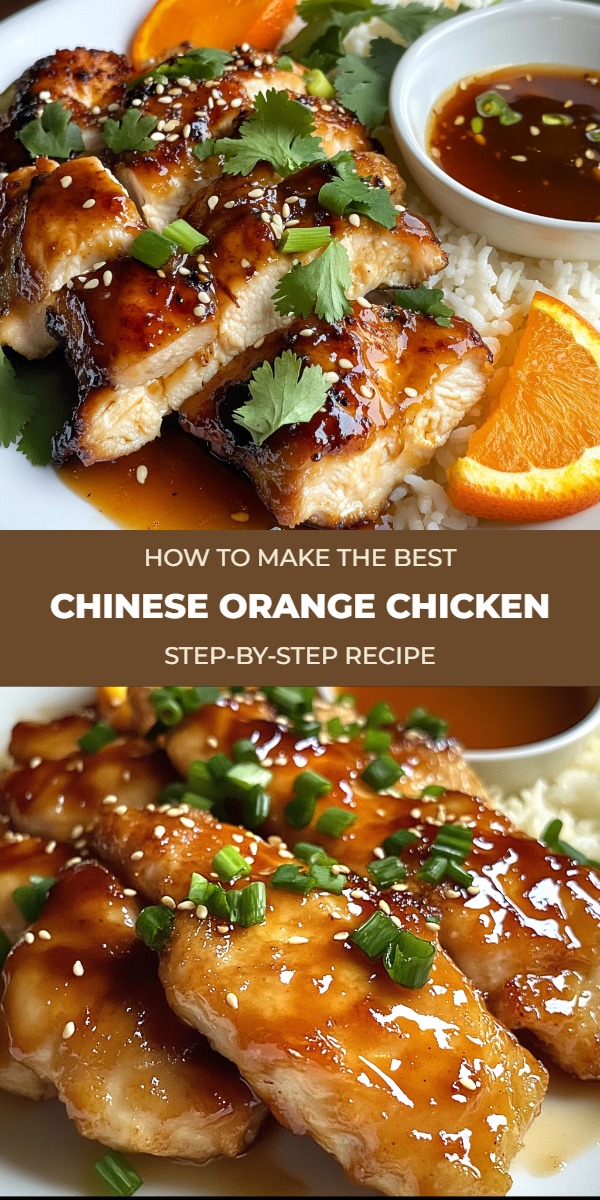 HOW TO MAKE THE BEST
CHINESE ORANGE CHICKEN
STEP-BY-STEP RECIPE